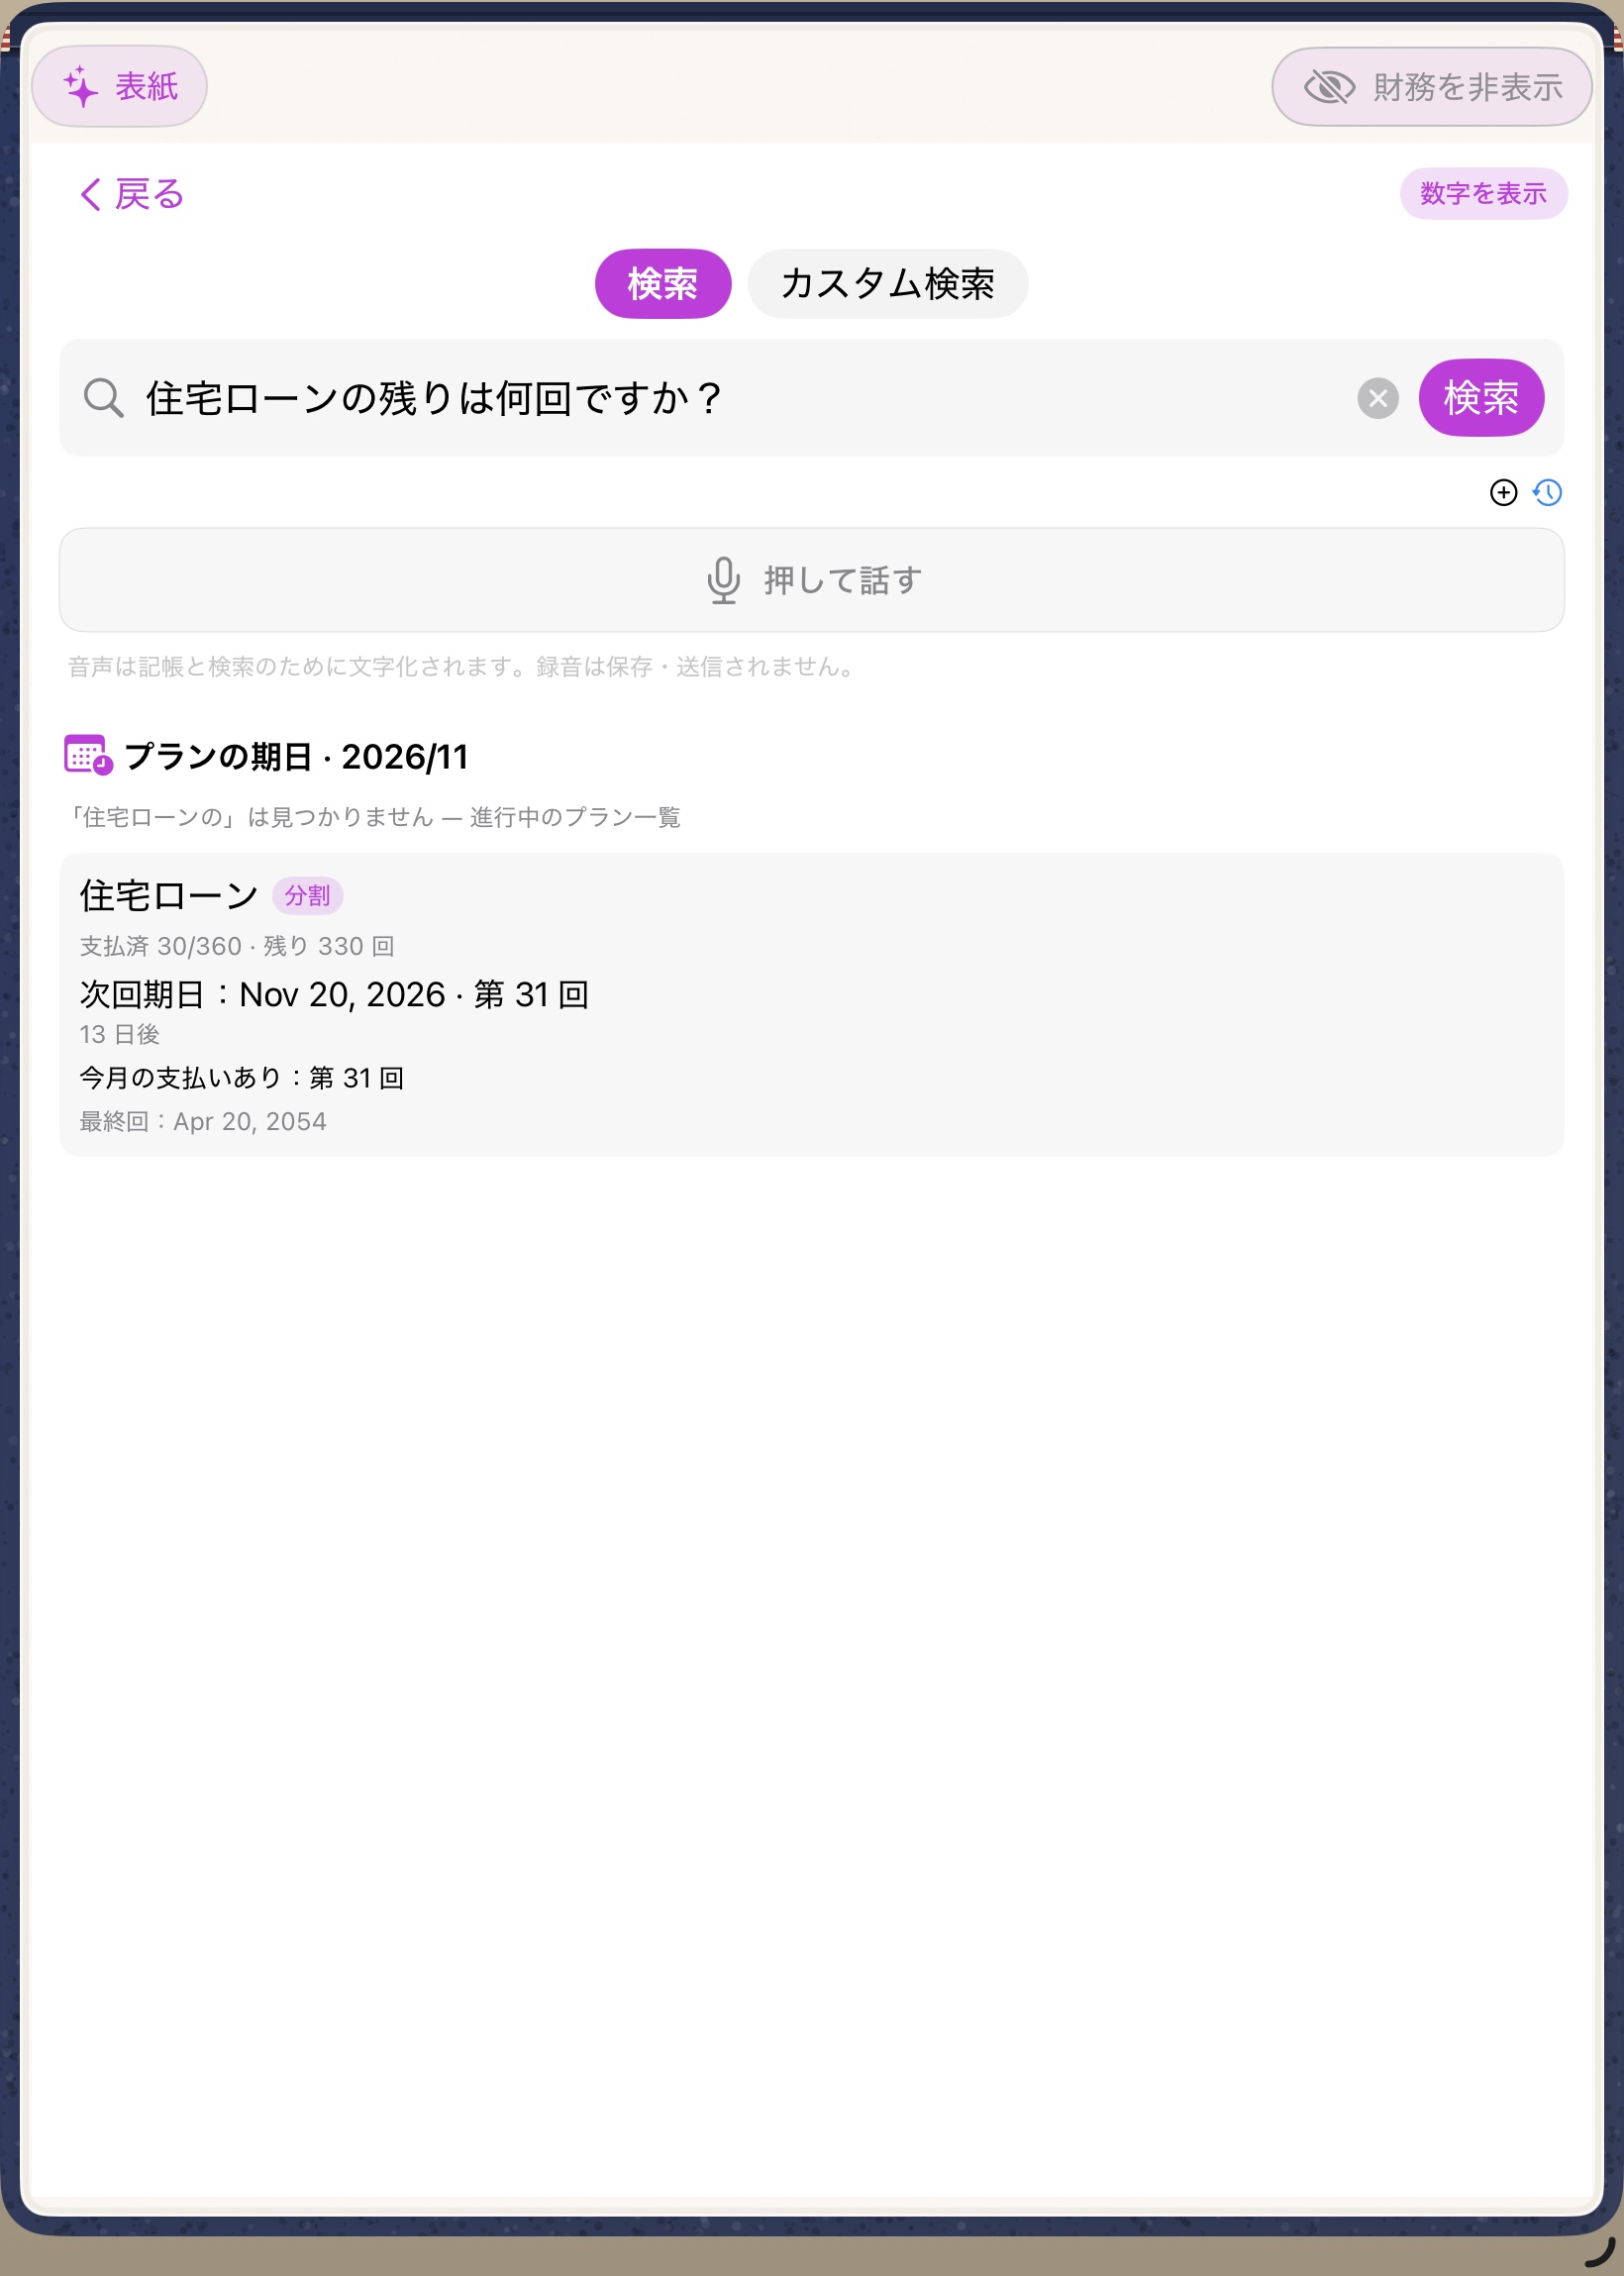 表紙
財務を非表示
戻る
数字を表示
検索
カスタム検索
住宅ローンの残りは何回ですか？
検索
押して話す
音声は記帳と検索のために文字化されます。録音は保存・送信されません。
プランの期日 · 2026/11
「住宅ローンの」は見つかりません — 進行中のプラン一覧
住宅ローン 分割
支払済 30/360 · 残り 330 回
次回期日：Nov 20, 2026 · 第 31 回
13 日後
今月の支払いあり：第 31 回
最終回：Apr 20, 2054